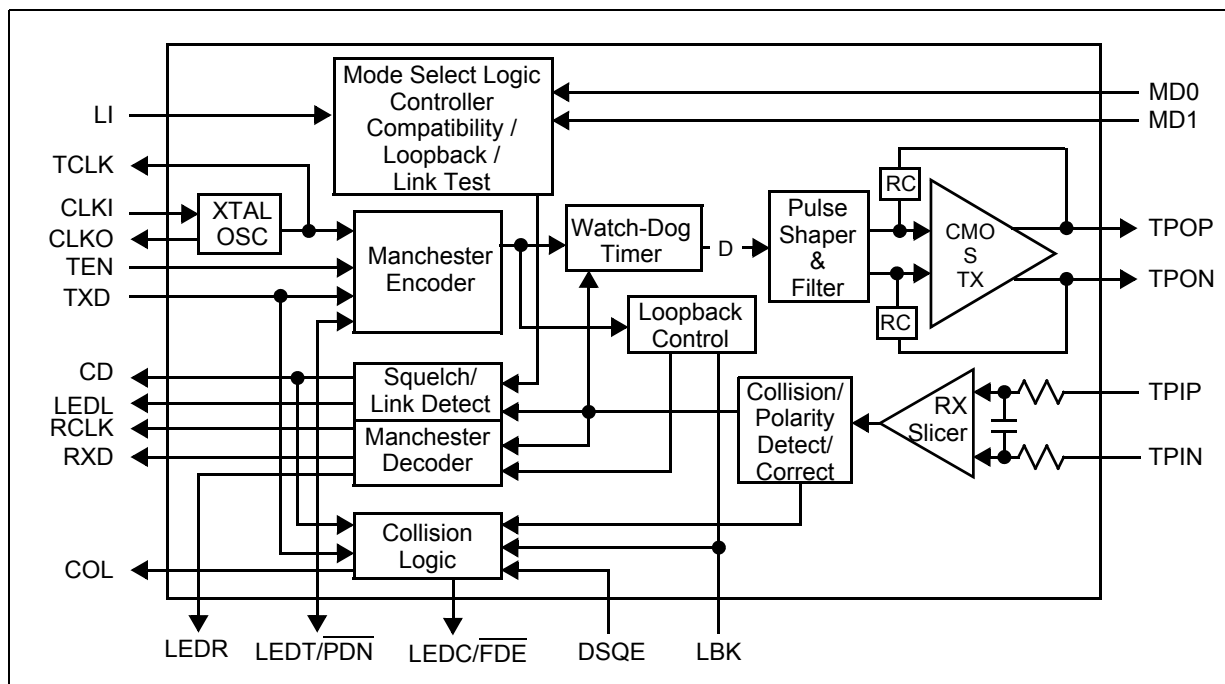 Mode Select Logic
Controller
Compatibility /
Loopback /
Link Test
LI
MD0
MD1
TCLK
CLKI
CLKO
XTAL
OSC
TEN
TXD
Manchester
Encoder
Watch-Dog
Timer
D
Pulse
Shaper
&
Filter
RC
CMO
S
TX
RC
TPOP
TPON
Loopback
Control
CD
LEDL
RCLK
RXD
Squelch/
Link Detect
Manchester
Decoder
Collision/
Polarity
Detect/
Correct
RX
Slicer
TPIP
TPIN
Collision
Logic
COL
LEDR
LEDT/PDN
LEDC/FDE
DSQE
LBK